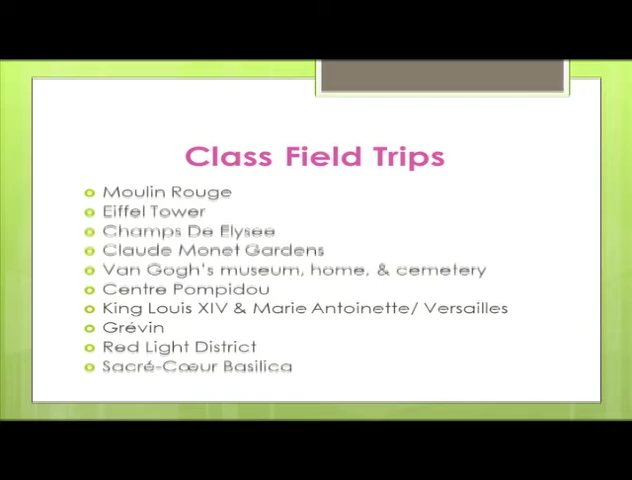 Class Field Trips
Moulin Rouge
Eiffel Tower
Champs De Elysee
Claude Monet Gardens
Van Gogh's museum, home, & cemetery
Centre Pompidou
King Louis XIV & Marie Antoinette/ Versailles
Grévin
Red Light District
Sacré-Cœur Basilica